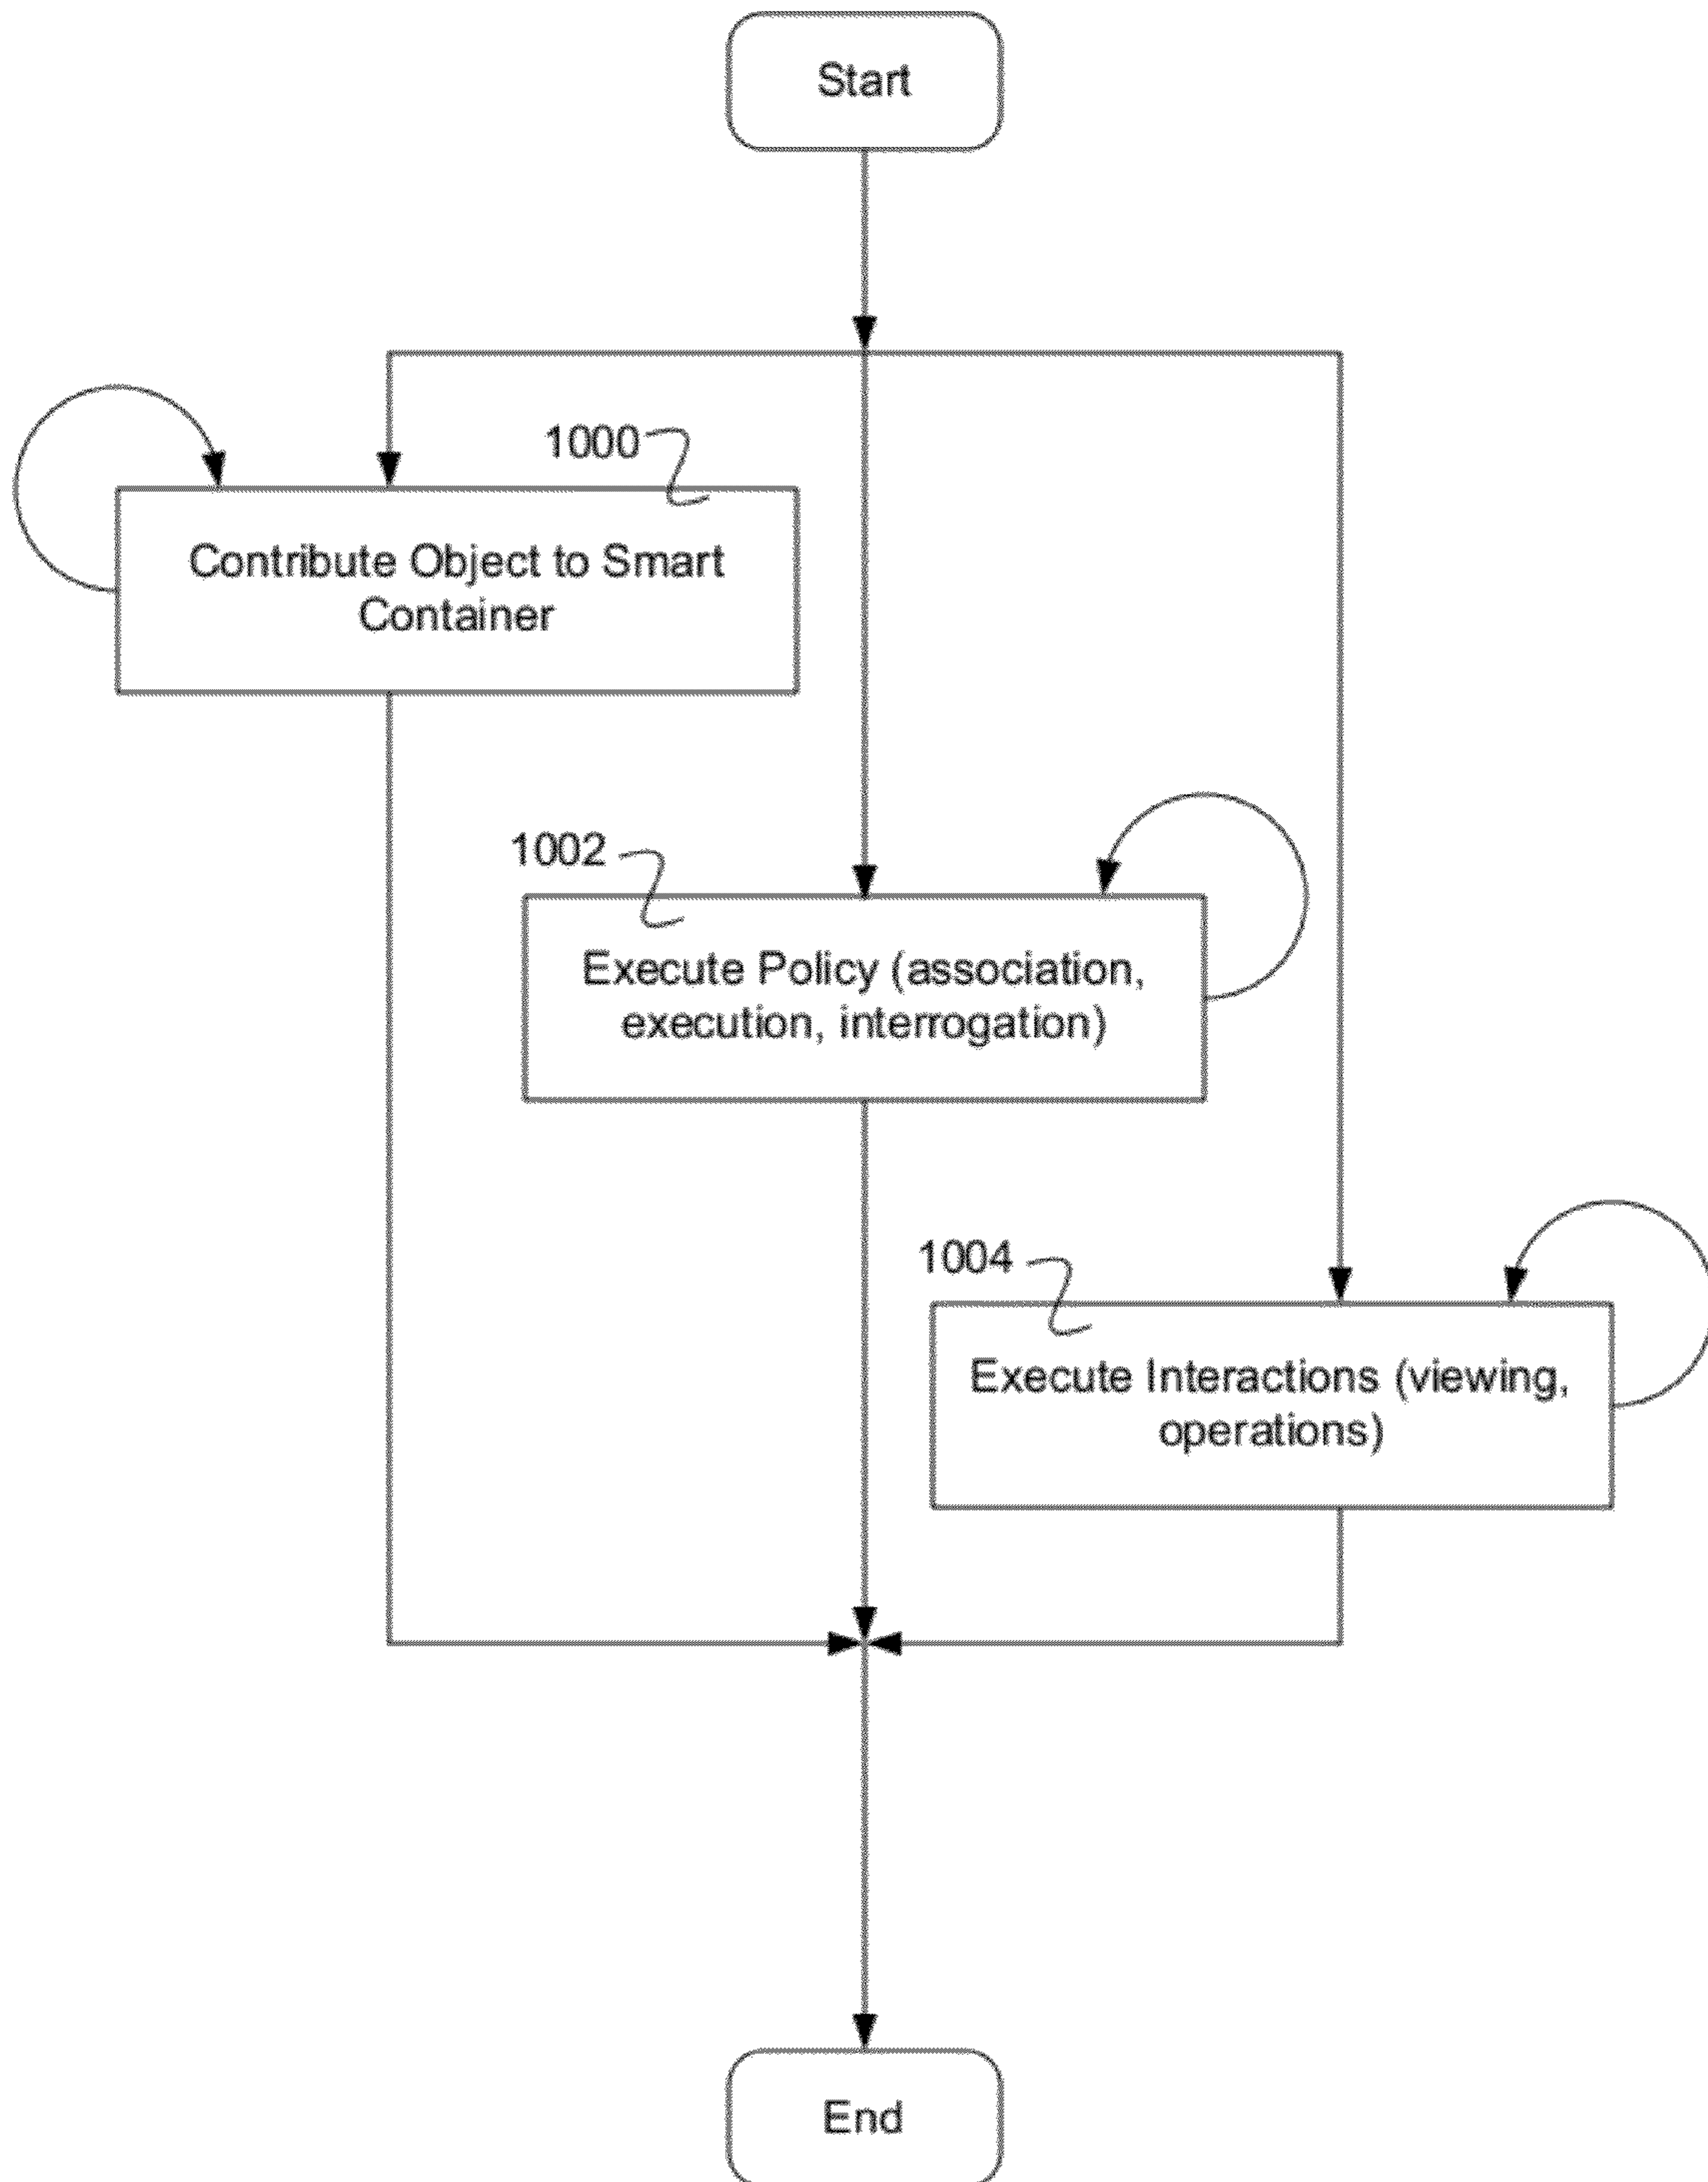 Start
1000
Contribute Object to Smart
Container
1002
Execute Policy (association,
execution, interrogation)
1004
Execute Interactions (viewing,
operations)
End